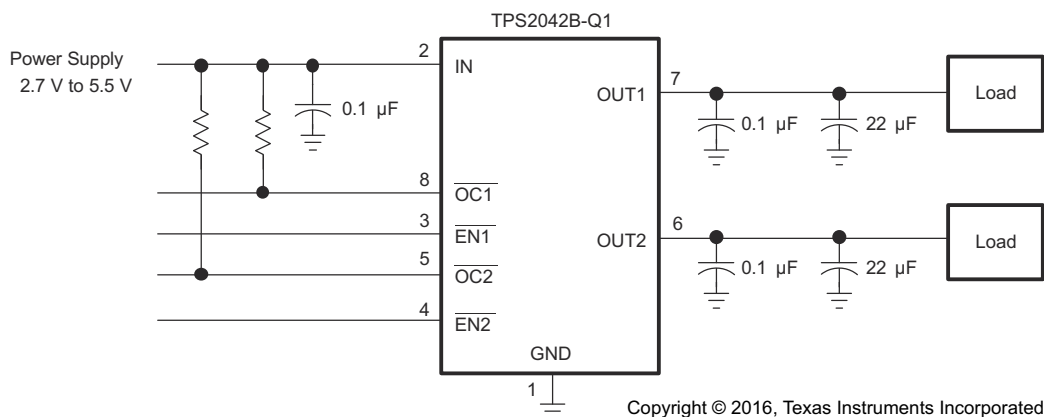 TPS2042B-Q1
Power Supply
2.7 V to 5.5 V
2
IN
0.1 µF
7
OUT1
0.1 µF
22 µF
Load
8
OC1
3
EN1
5
OC2
4
EN2
6
OUT2
0.1 µF
22 µF
Load
GND
1
Copyright © 2016, Texas Instruments Incorporated